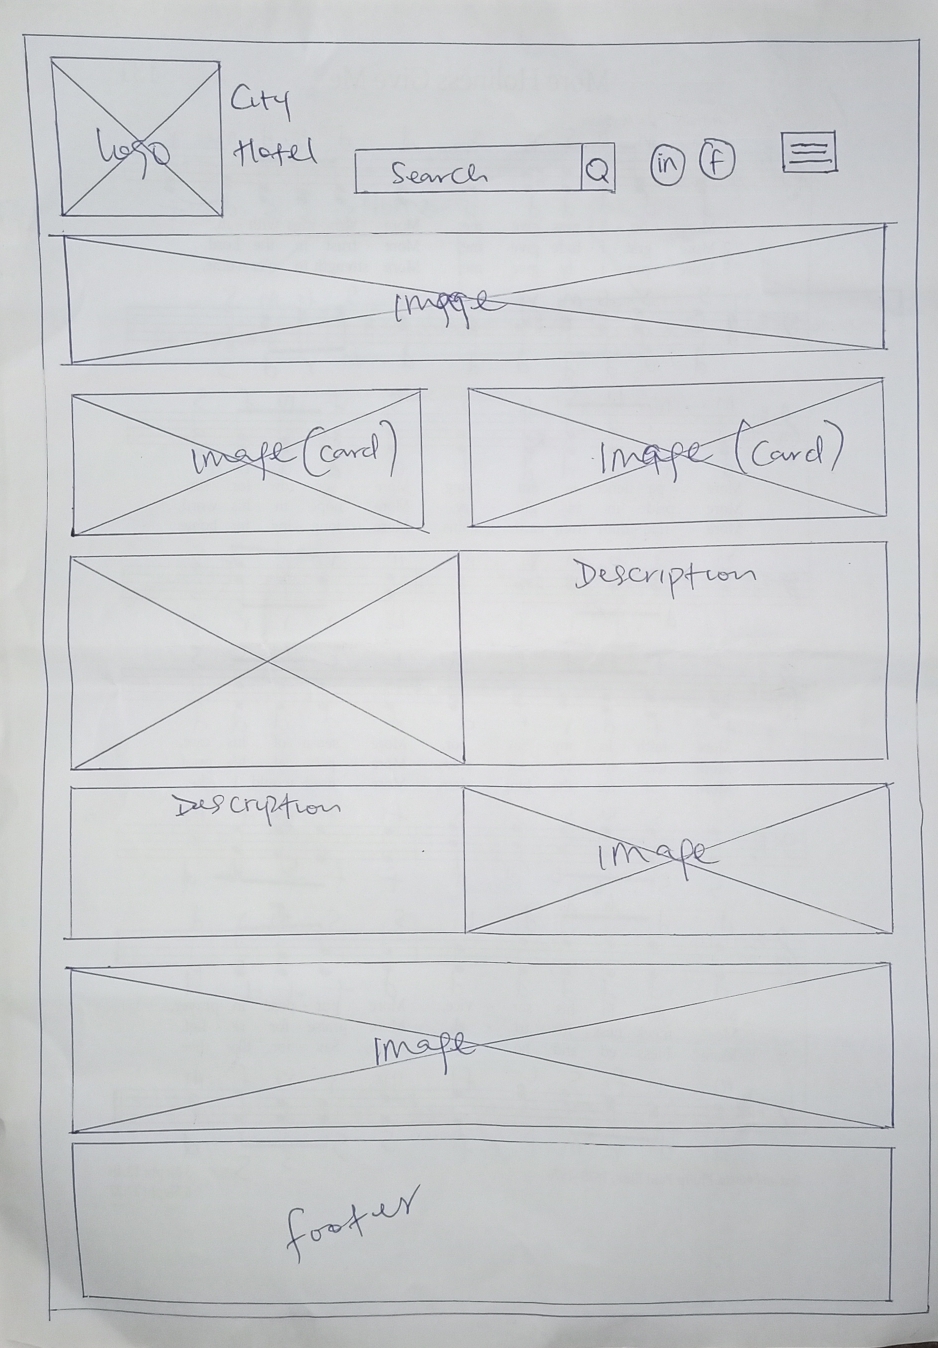 City
Logo
Hotel
Search
in
f
Image
Image (Card)
Image (Card)
Description
Description
Image
Image
footer